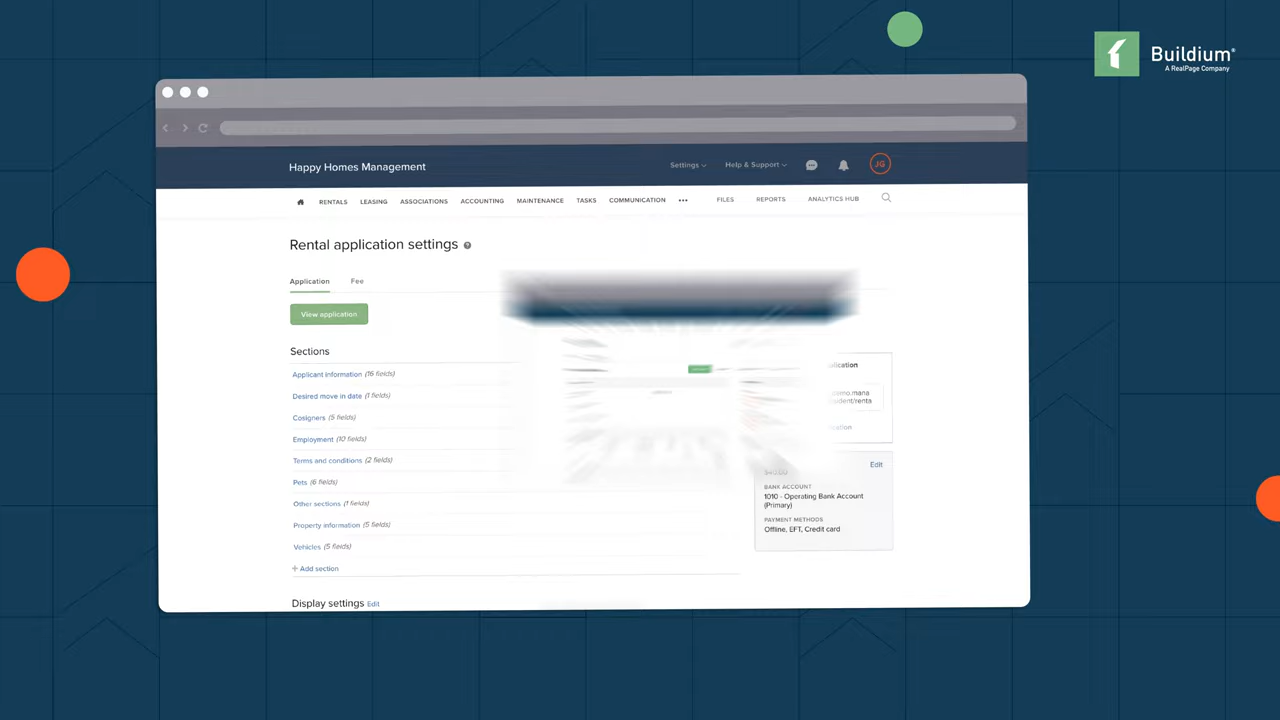 Buildium®
A RealPage Company
Happy Homes Management
Settings
Help & Support
JG
RENTALS
LEASING
ASSOCIATIONS
ACCOUNTING
MAINTENANCE
TASKS
COMMUNICATION
FILES
REPORTS
ANALYTICS HUB
Rental application settings
Application
Fee
View application
Sections
Applicant information (16 fields)
Desired move in date (1 fields)
Cosigners (5 fields)
Employment (10 fields)
Terms and conditions (2 fields)
Pets (6 fields)
Other sections (1 fields)
Property information (5 fields)
Vehicles (5 fields)
+ Add section
Display settings Edit
Edit
BANK ACCOUNT
1010 - Operating Bank Account
(Primary)
PAYMENT METHODS
Offline, EFT, Credit card